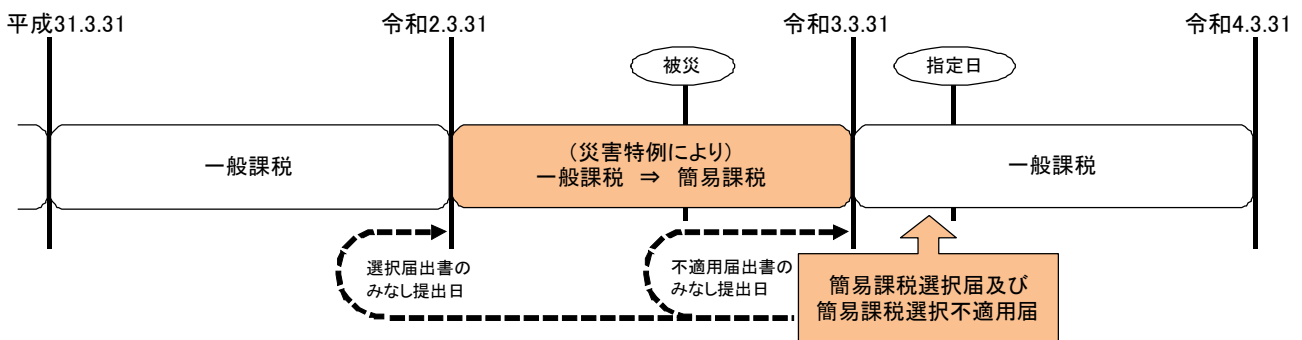 平成31.3.31
令和2.3.31
令和3.3.31
令和4.3.31
被災
指定日
一般課税
(災害特例により)
一般課税 ⇒ 簡易課税
一般課税
選択届出書の
みなし提出日
不適用届出書の
みなし提出日
簡易課税選択届及び
簡易課税選択不適用届